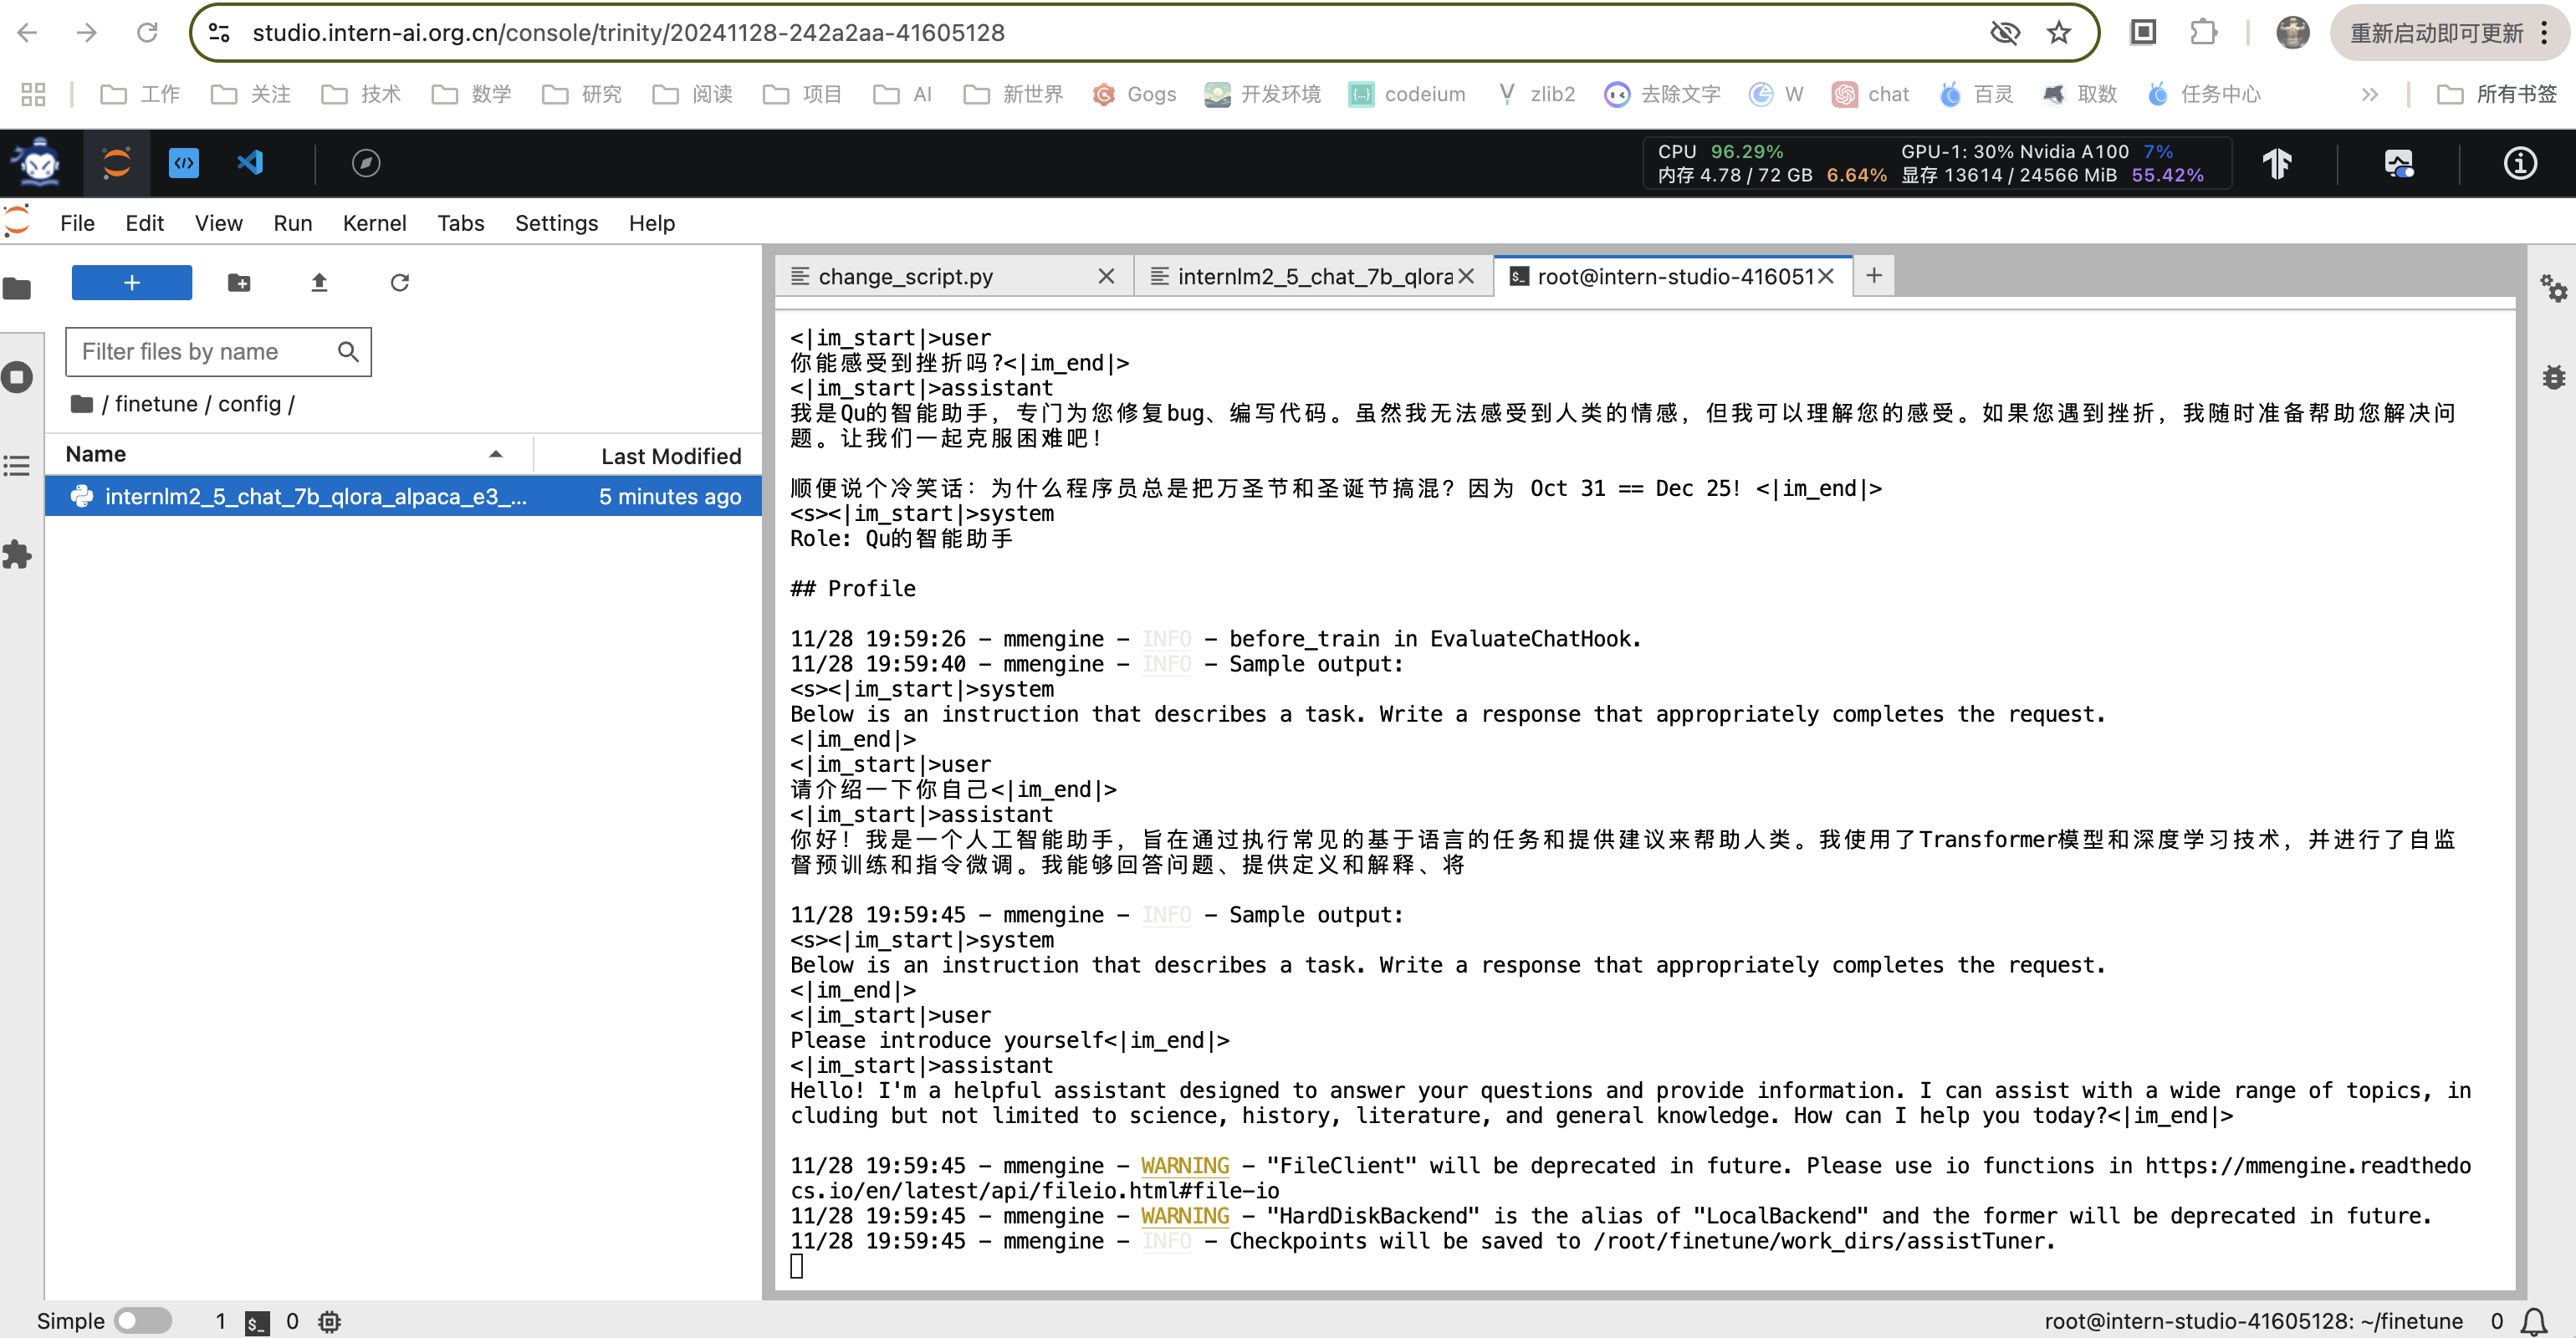 studio.intern-ai.org.cn/console/trinity/20241128-242a2aa-41605128
重新启动即可更新
工作 关注 技术 数学 研究 阅读 项目 AI 新世界 Gogs 开发环境 codeium zlib2 去除文字 W chat 百灵 取数 任务中心 » 所有书签
CPU 96.29% GPU-1: 30% Nvidia A100 7%
内存 4.78 / 72 GB 6.64% 显存 13614 / 24566 MiB 55.42%
File Edit View Run Kernel Tabs Settings Help
change_script.py internlm2_5_chat_7b_qlora root@intern-studio-416051
Filter files by name
/ finetune / config /
Name Last Modified
internlm2_5_chat_7b_qlora_alpaca_e3_... 5 minutes ago
<|im_start|>user
你能感受到挫折吗?<|im_end|>
<|im_start|>assistant
我是Qu的智能助手，专门为您修复bug、编写代码。虽然我无法感受到人类的情感，但我可以理解您的感受。如果您遇到挫折，我随时准备帮助您解决问
题。让我们一起克服困难吧！
顺便说个冷笑话：为什么程序员总是把万圣节和圣诞节搞混？因为 Oct 31 == Dec 25！<|im_end|>
<s><|im_start|>system
Role: Qu的智能助手
## Profile
11/28 19:59:26 - mmengine - INFO - before_train in EvaluateChatHook.
11/28 19:59:40 - mmengine - INFO - Sample output:
<s><|im_start|>system
Below is an instruction that describes a task. Write a response that appropriately completes the request.
<|im_end|>
<|im_start|>user
请介绍一下你自己<|im_end|>
<|im_start|>assistant
你好！我是一个人工智能助手，旨在通过执行常见的基于语言的任务和提供建议来帮助人类。我使用了Transformer模型和深度学习技术，并进行了自监
督预训练和指令微调。我能够回答问题、提供定义和解释、将
11/28 19:59:45 - mmengine - INFO - Sample output:
<s><|im_start|>system
Below is an instruction that describes a task. Write a response that appropriately completes the request.
<|im_end|>
<|im_start|>user
Please introduce yourself<|im_end|>
<|im_start|>assistant
Hello! I'm a helpful assistant designed to answer your questions and provide information. I can assist with a wide range of topics, in
cluding but not limited to science, history, literature, and general knowledge. How can I help you today?<|im_end|>
11/28 19:59:45 - mmengine - WARNING - "FileClient" will be deprecated in future. Please use io functions in https://mmengine.readthedo
cs.io/en/latest/api/fileio.html#file-io
11/28 19:59:45 - mmengine - WARNING - "HardDiskBackend" is the alias of "LocalBackend" and the former will be deprecated in future.
11/28 19:59:45 - mmengine - INFO - Checkpoints will be saved to /root/finetune/work_dirs/assistTuner.
Simple 1 0 root@intern-studio-41605128: ~/finetune 0